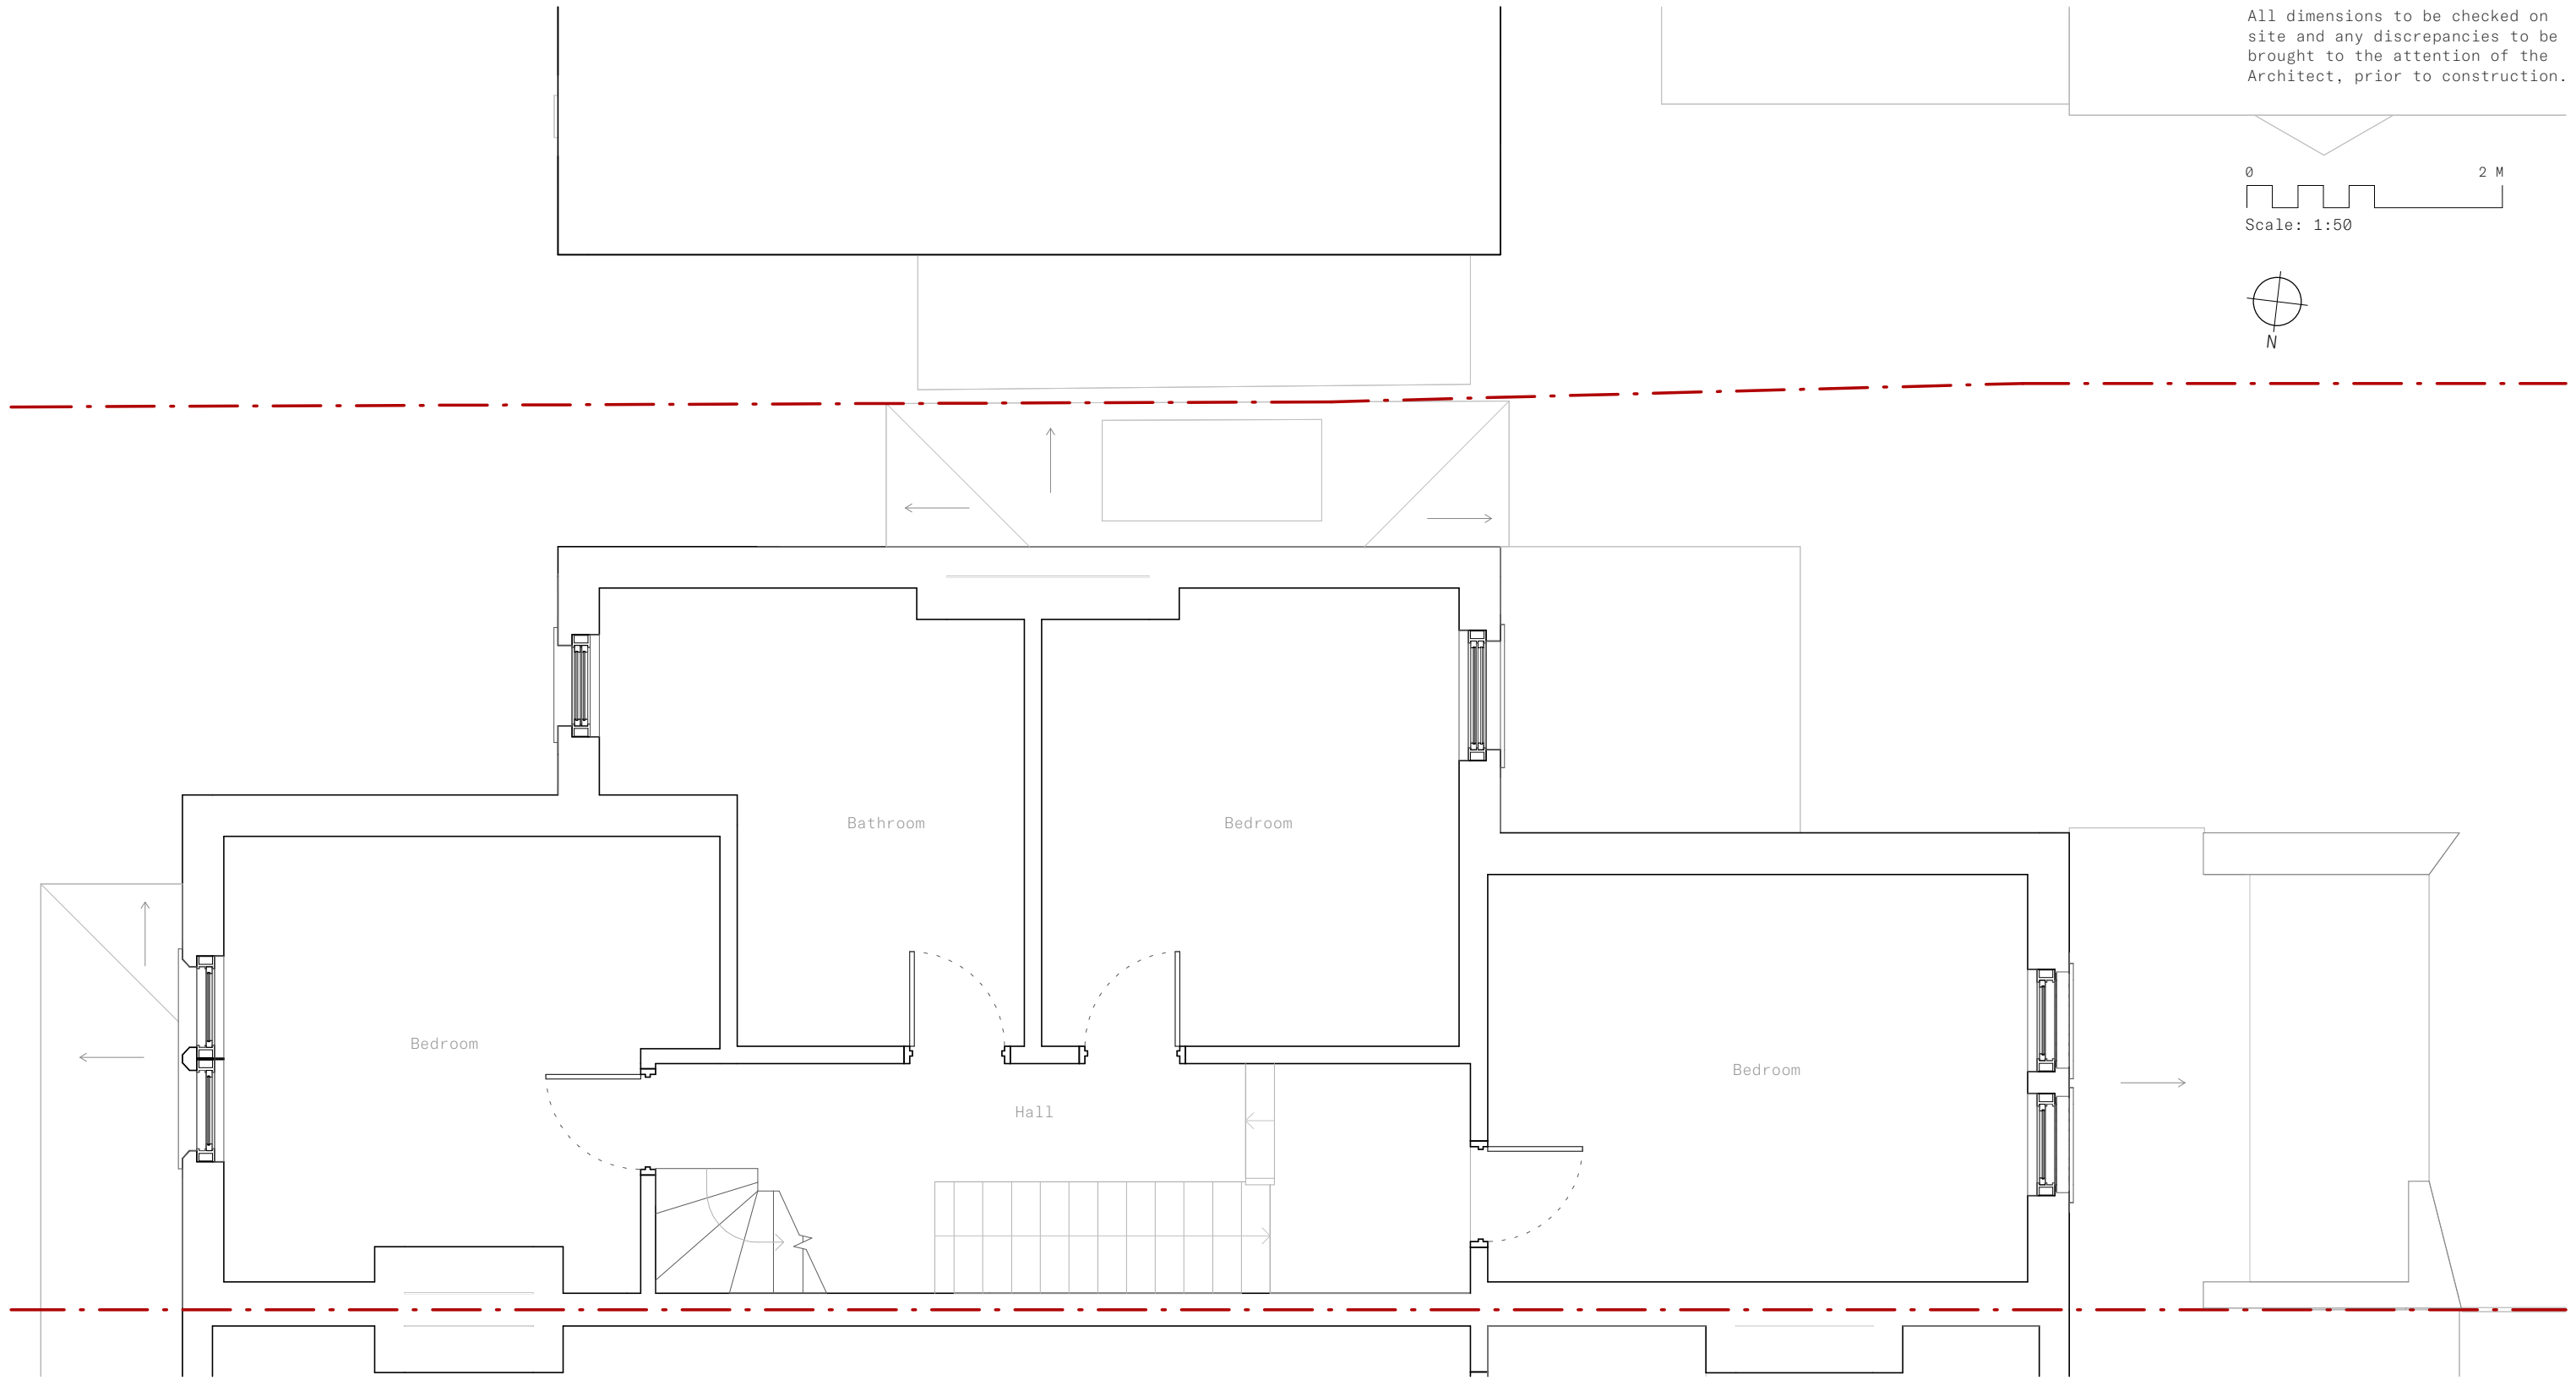 All dimensions to be checked on
site and any discrepancies to be
brought to the attention of the
Architect, prior to construction.
0 2 M
Scale: 1:50
N
Bathroom
Bedroom
Bedroom
Bedroom
Hall